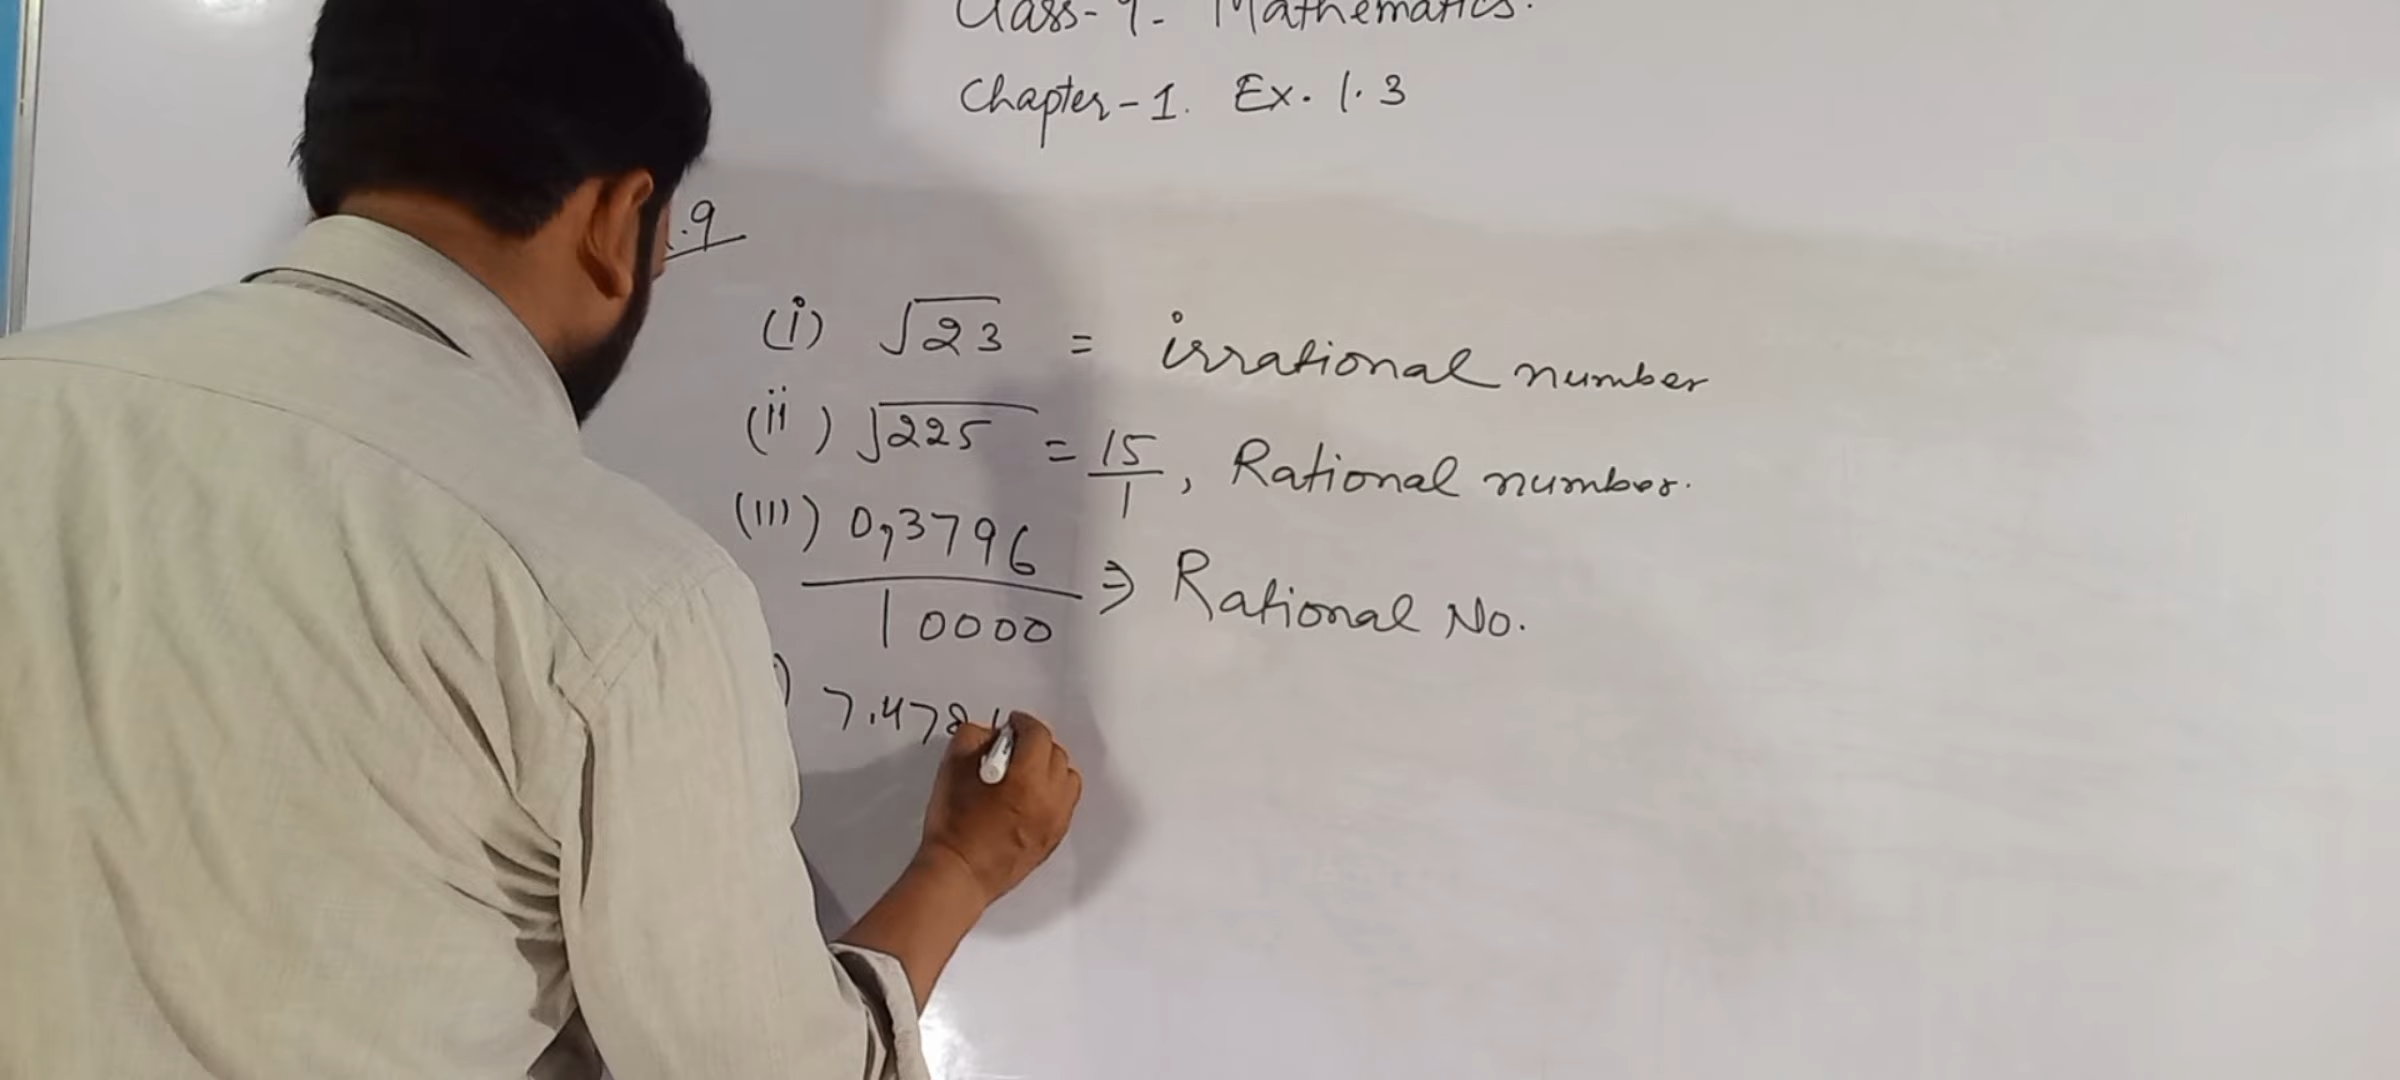 Class-9- Mathematics.
Chapter-1. Ex. 1.3
.9
(i) √23 = irrational number
(ii) √225 = 15/1, Rational number.
(iii) 0,3796
/10000 ⇒ Rational No.
) 7.478